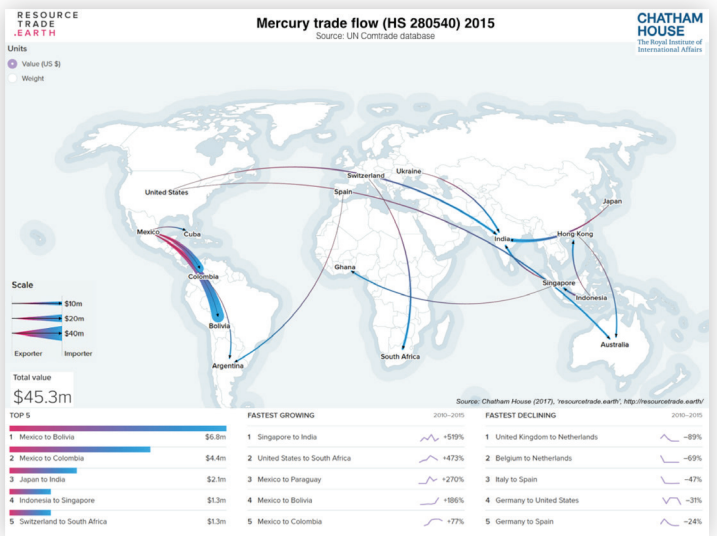 RESOURCE
TRADE
.EARTH
Mercury trade flow (HS 280540) 2015
Source: UN Comtrade database
CHATHAM
HOUSE
The Royal Institute of
International Affairs
Units
Value (US $)
Weight
Ukraine
Switzerland
United States
Spain
Japan
Mexico
Cuba
India
Hong Kong
Ghana
Colombia
Singapore
Indonesia
Scale
$10m
$20m
$40m
Exporter Importer
Bolivia
Australia
South Africa
Argentina
Total value
$45.3m
Source: Chatham House (2017), 'resourcetrade.earth', http://resourcetrade.earth/
TOP 5
1 Mexico to Bolivia $6.8m
2 Mexico to Colombia $4.4m
3 Japan to India $2.1m
4 Indonesia to Singapore $1.3m
5 Switzerland to South Africa $1.3m
FASTEST GROWING 2010–2015
1 Singapore to India +519%
2 United States to South Africa +473%
3 Mexico to Paraguay +270%
4 Mexico to Bolivia +186%
5 Mexico to Colombia +77%
FASTEST DECLINING 2010–2015
1 United Kingdom to Netherlands –89%
2 Belgium to Netherlands –69%
3 Italy to Spain –47%
4 Germany to United States –31%
5 Germany to Spain –24%